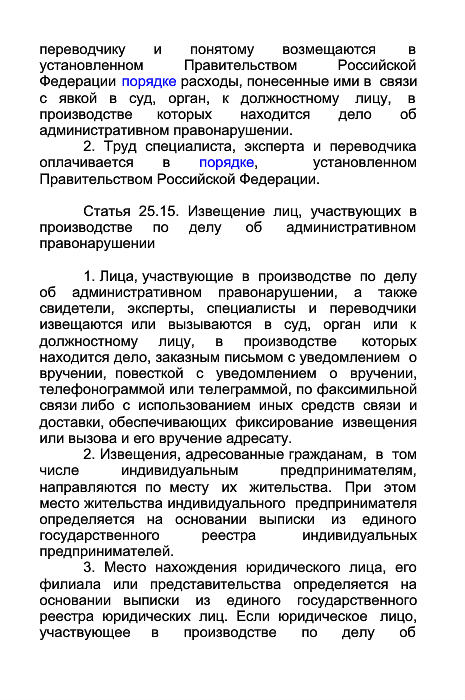 переводчику и понятому возмещаются в
установленном Правительством Российской
Федерации порядке расходы, понесенные ими в связи
с явкой в суд, орган, к должностному лицу, в
производстве которых находится дело об
административном правонарушении.
2. Труд специалиста, эксперта и переводчика
оплачивается в порядке, установленном
Правительством Российской Федерации.
Статья 25.15. Извещение лиц, участвующих в
производстве по делу об административном
правонарушении
1. Лица, участвующие в производстве по делу
об административном правонарушении, а также
свидетели, эксперты, специалисты и переводчики
извещаются или вызываются в суд, орган или к
должностному лицу, в производстве которых
находится дело, заказным письмом с уведомлением о
вручении, повесткой с уведомлением о вручении,
телефонограммой или телеграммой, по факсимильной
связи либо с использованием иных средств связи и
доставки, обеспечивающих фиксирование извещения
или вызова и его вручение адресату.
2. Извещения, адресованные гражданам, в том
числе индивидуальным предпринимателям,
направляются по месту их жительства. При этом
место жительства индивидуального предпринимателя
определяется на основании выписки из единого
государственного реестра индивидуальных
предпринимателей.
3. Место нахождения юридического лица, его
филиала или представительства определяется на
основании выписки из единого государственного
реестра юридических лиц. Если юридическое лицо,
участвующее в производстве по делу об